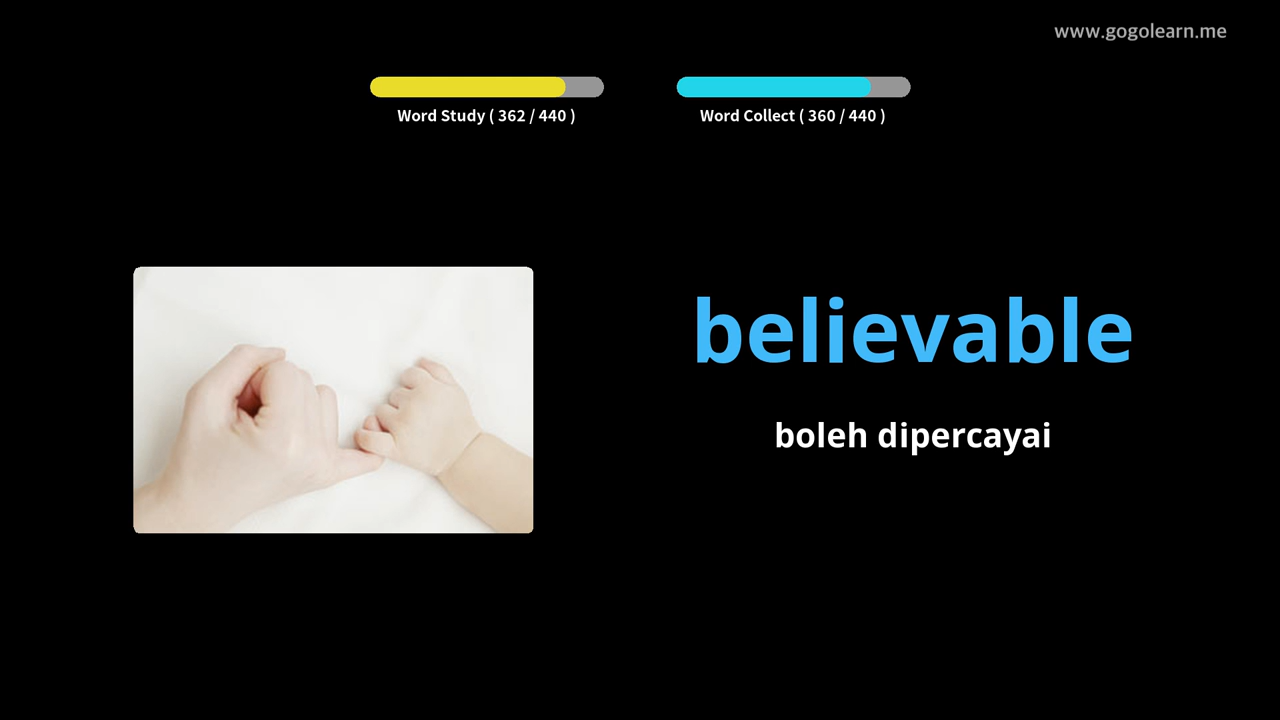 www.gogolearn.me
Word Study ( 362 / 440 )
Word Collect ( 360 / 440 )
believable
boleh dipercayai